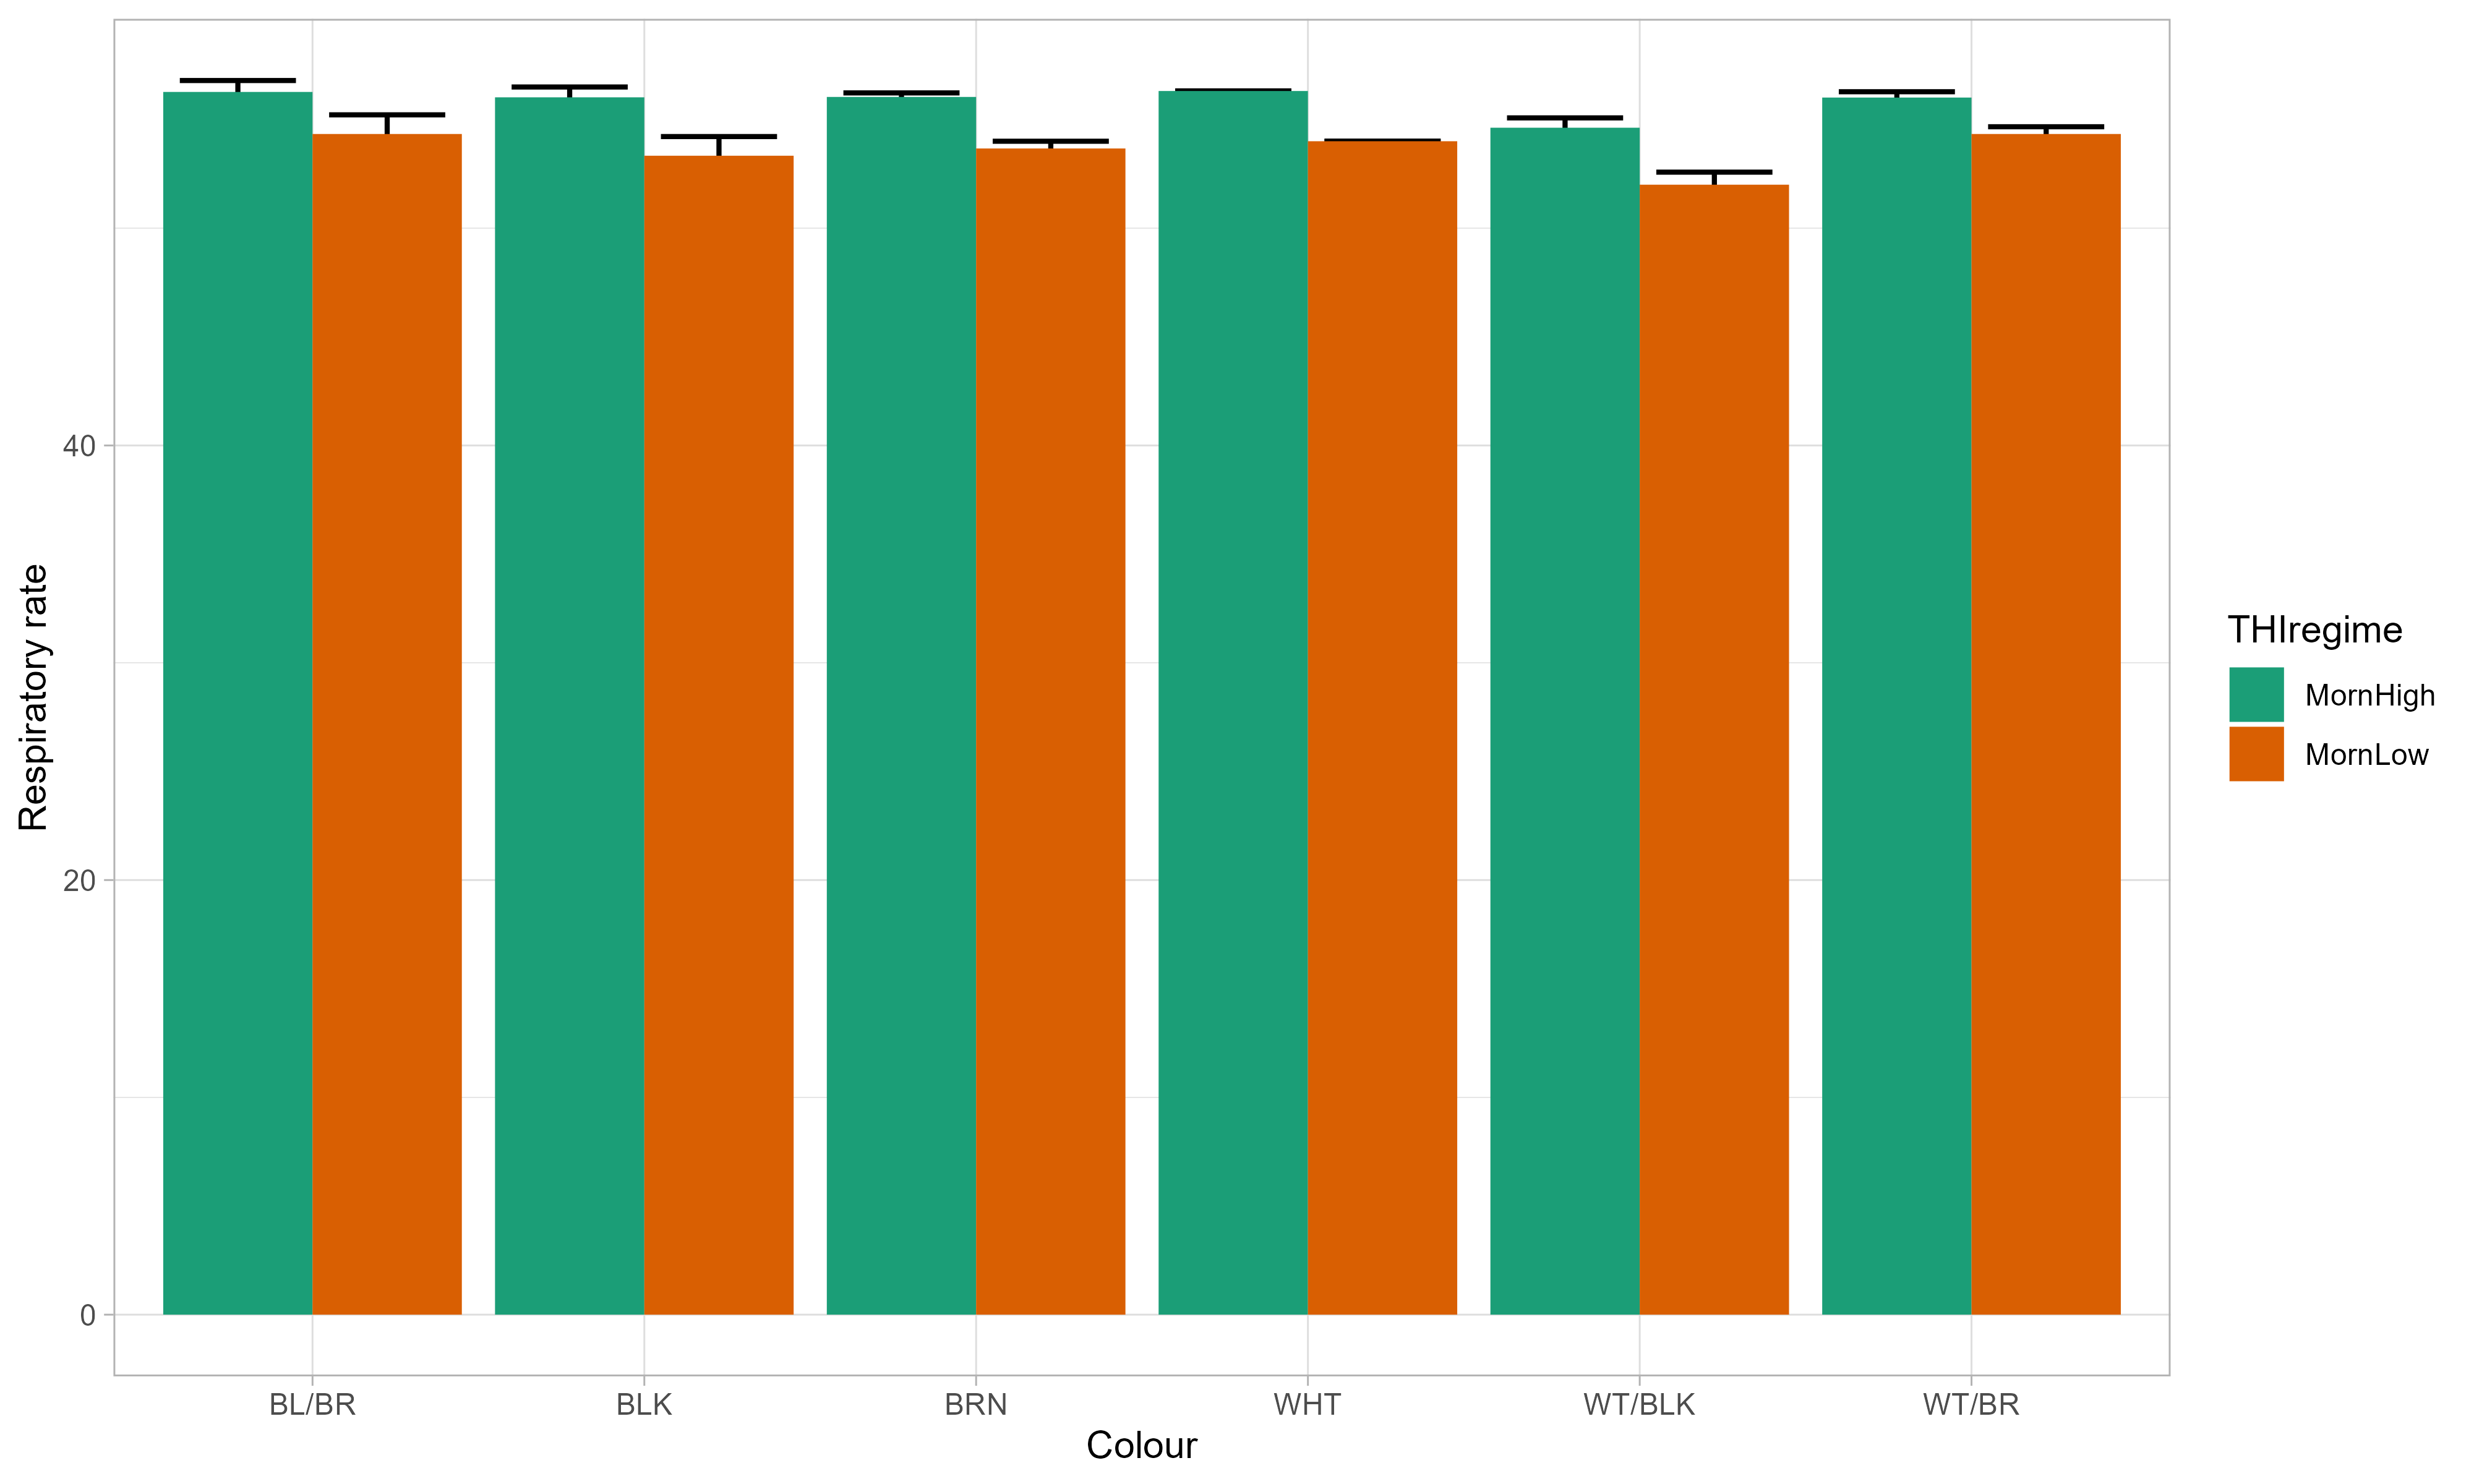 Respiratory rate
40
20
0
BL/BR
BLK
BRN
WHT
WT/BLK
WT/BR
Colour
THIregime
MornHigh
MornLow